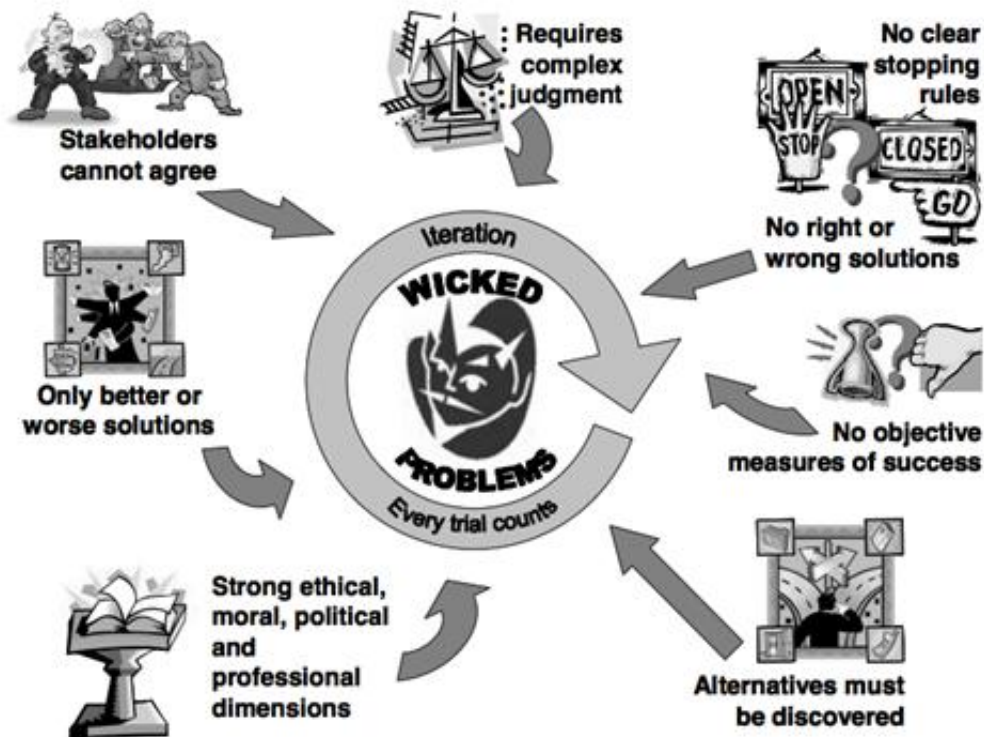 Stakeholders
cannot agree
Requires
complex
judgment
No clear
stopping
rules
OPEN
STOP
CLOSED
GO
No right or
wrong solutions
Iteration
WICKED
PROBLEMS
Every trial counts
Only better or
worse solutions
No objective
measures of success
Strong ethical,
moral, political
and
professional
dimensions
Alternatives must
be discovered